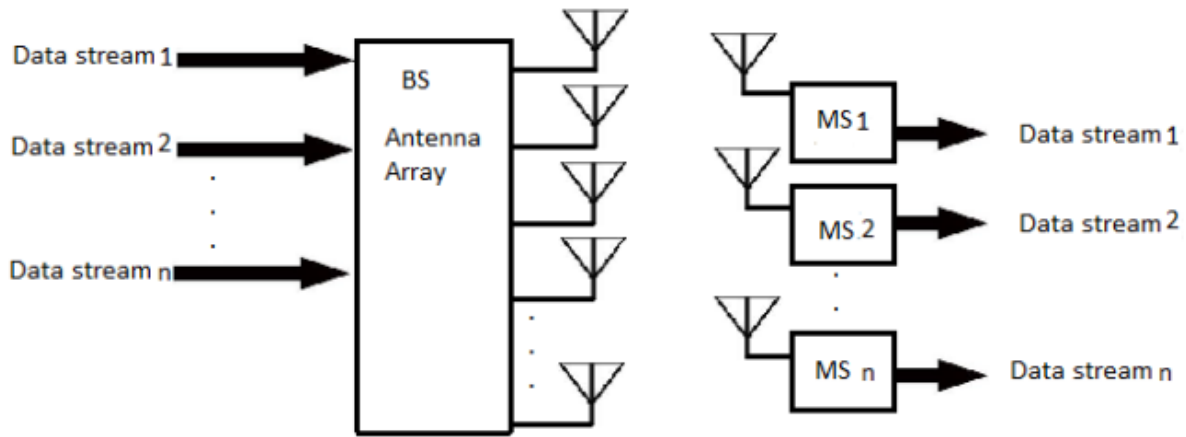 Data stream 1
Data stream 2
Data stream n
BS
Antenna
Array
MS 1
MS 2
MS n
Data stream 1
Data stream 2
Data stream n